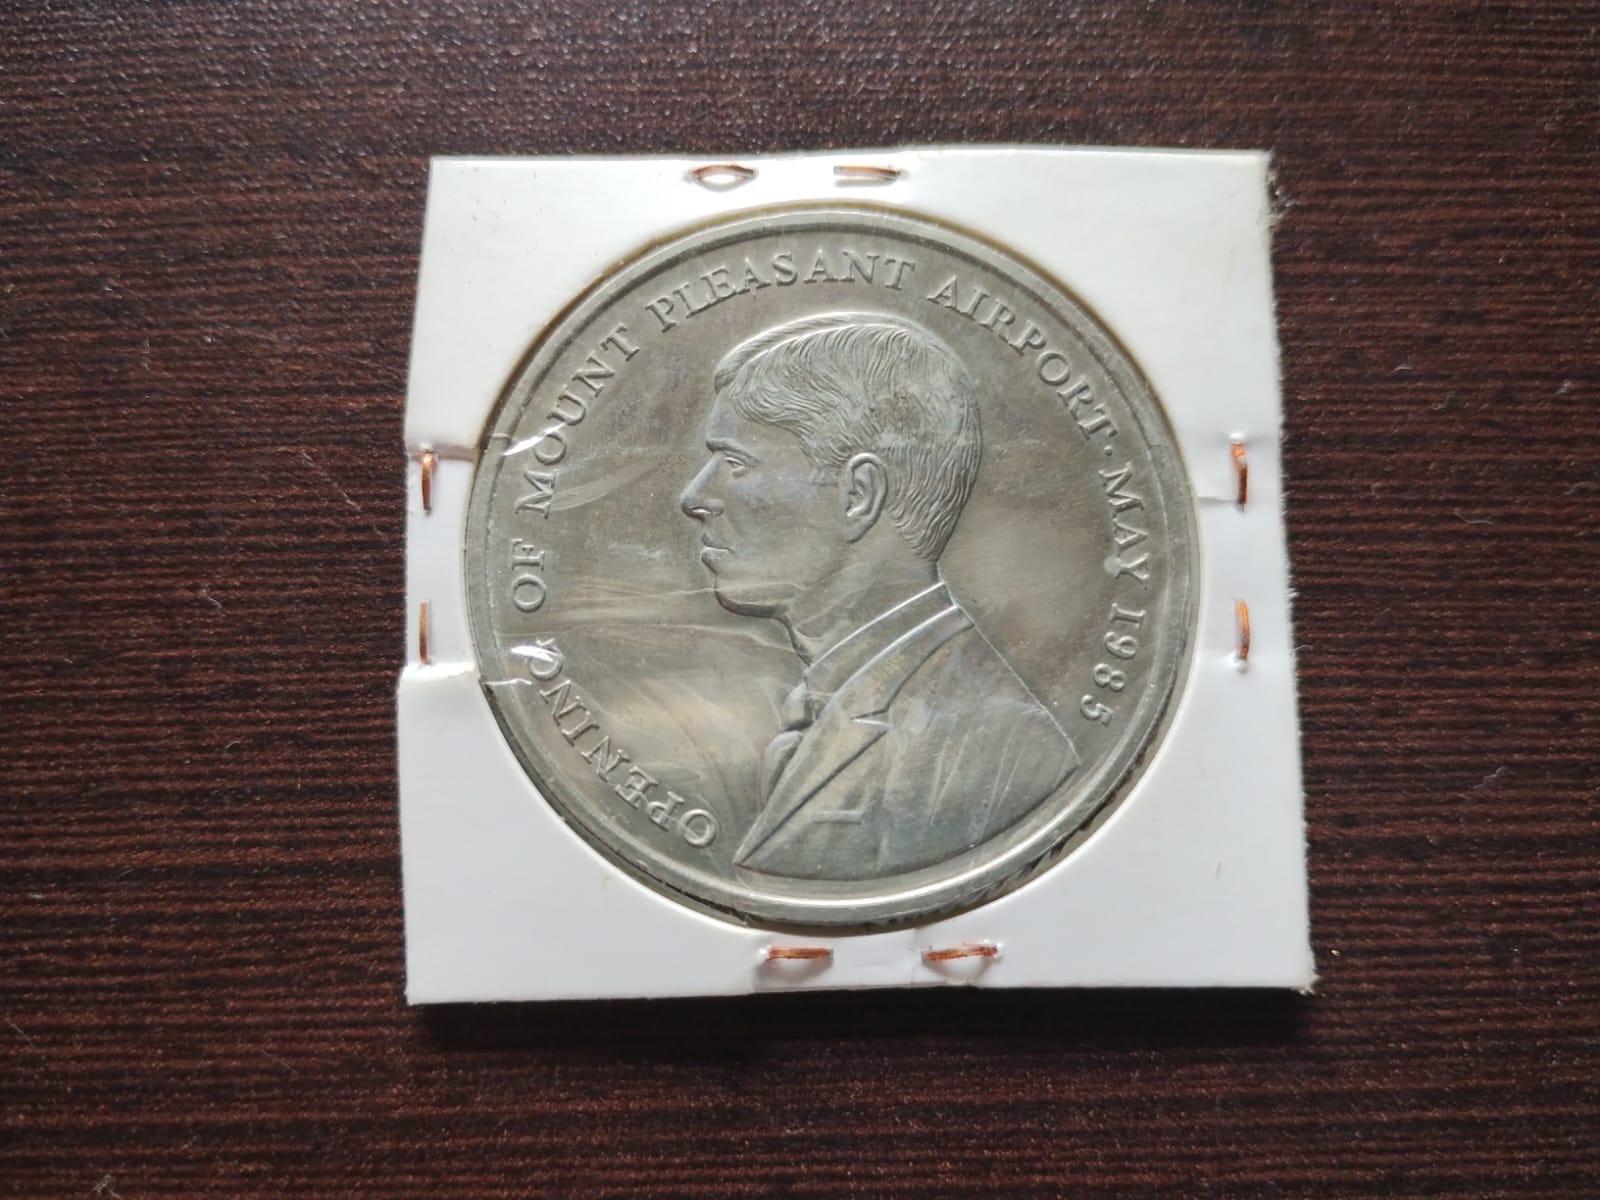 OPENING OF MOUNT PLEASANT AIRPORT · MAY 1985